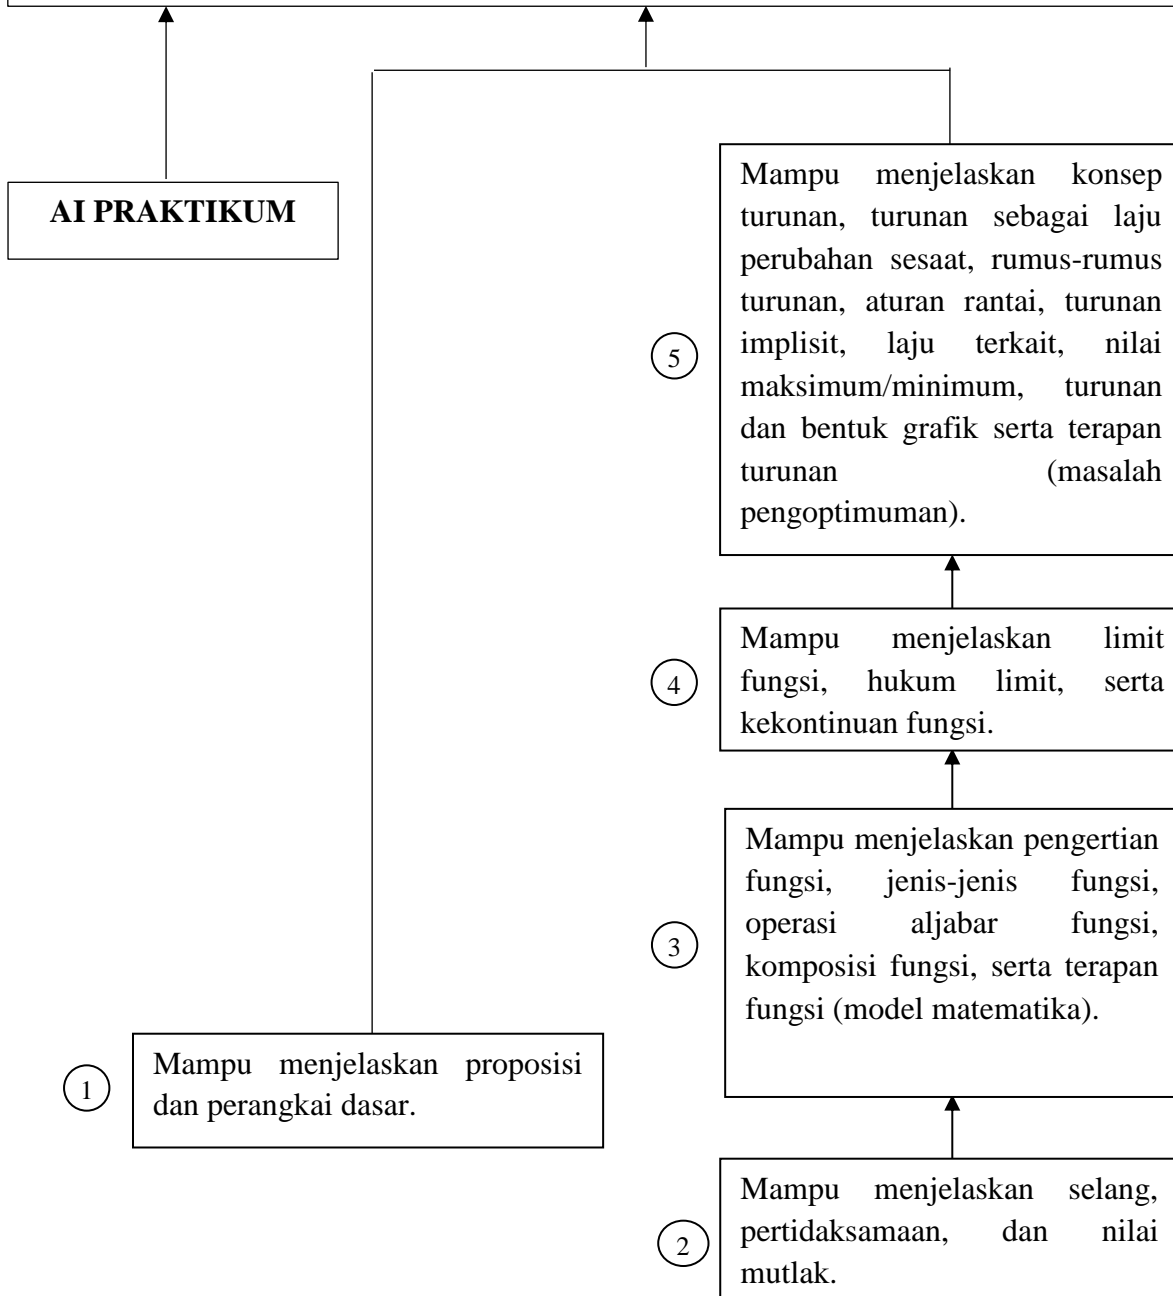 AI PRAKTIKUM
5
Mampu menjelaskan konsep
turunan, turunan sebagai laju
perubahan sesaat, rumus-rumus
turunan, aturan rantai, turunan
implisit, laju terkait, nilai
maksimum/minimum, turunan
dan bentuk grafik serta terapan
turunan (masalah
pengoptimuman).
4
Mampu menjelaskan limit
fungsi, hukum limit, serta
kekontinuan fungsi.
3
Mampu menjelaskan pengertian
fungsi, jenis-jenis fungsi,
operasi aljabar fungsi,
komposisi fungsi, serta terapan
fungsi (model matematika).
1
Mampu menjelaskan proposisi
dan perangkai dasar.
2
Mampu menjelaskan selang,
pertidaksamaan, dan nilai
mutlak.